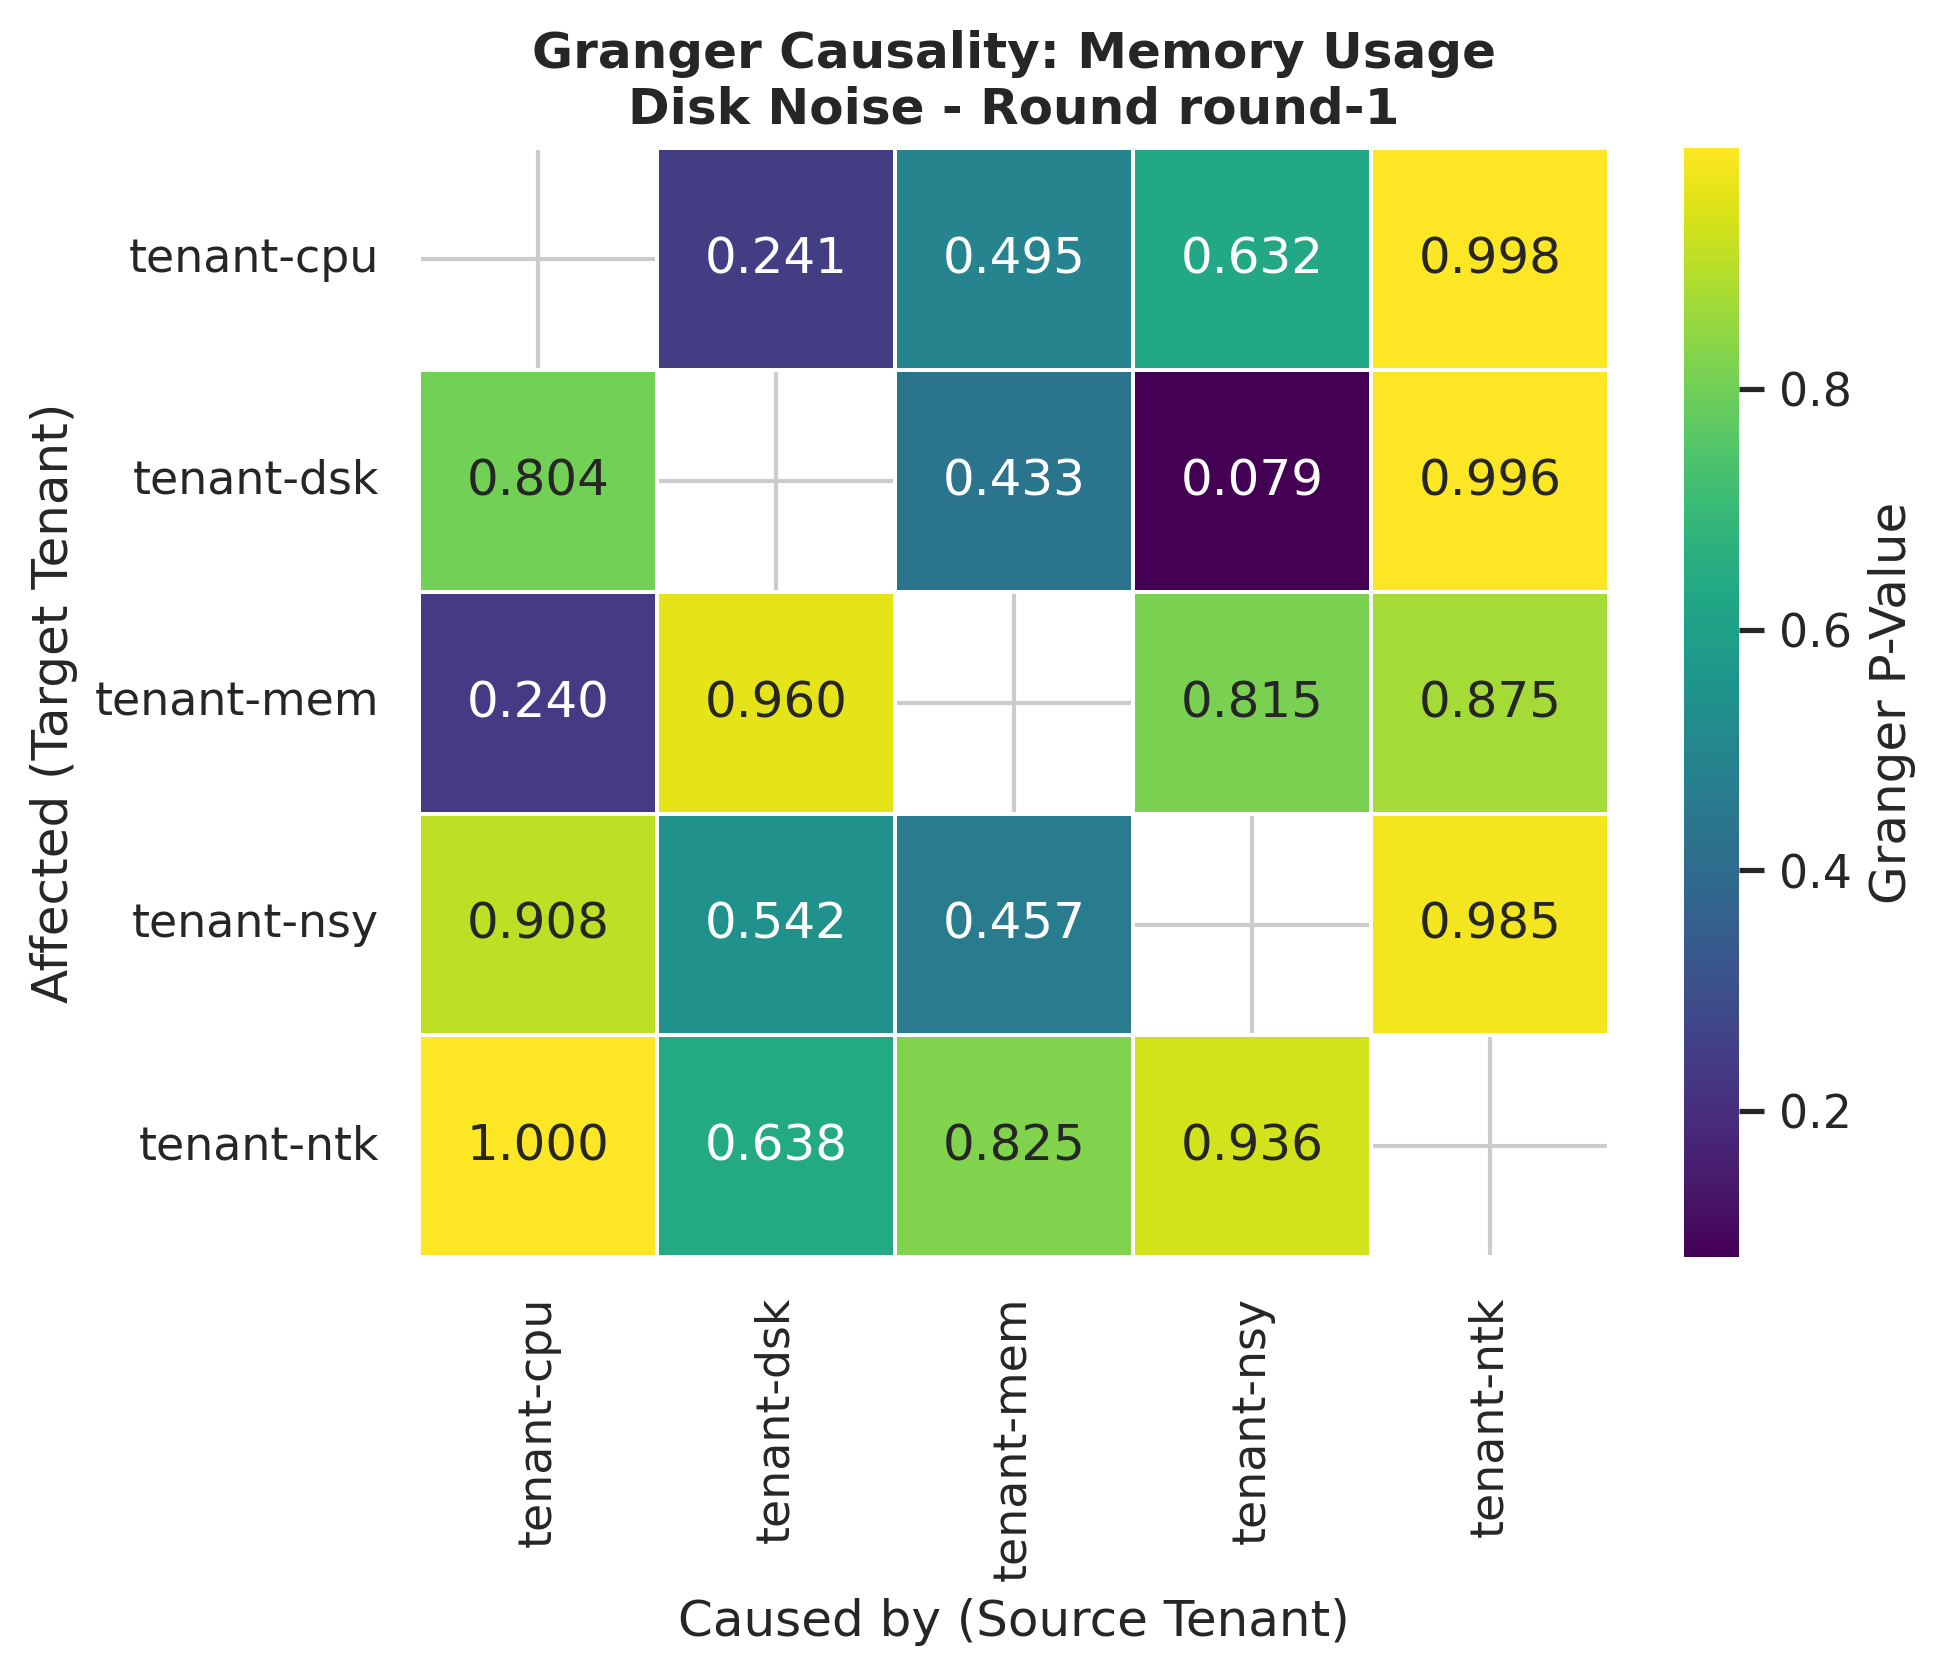 Granger Causality: Memory Usage
Disk Noise - Round round-1
Affected (Target Tenant)
tenant-cpu 0.241 0.495 0.632 0.998
tenant-dsk 0.804 0.433 0.079 0.996
tenant-mem 0.240 0.960 0.815 0.875
tenant-nsy 0.908 0.542 0.457 0.985
tenant-ntk 1.000 0.638 0.825 0.936
tenant-cpu tenant-dsk tenant-mem tenant-nsy tenant-ntk
Caused by (Source Tenant)
0.8
0.6
0.4
0.2
Granger P-Value